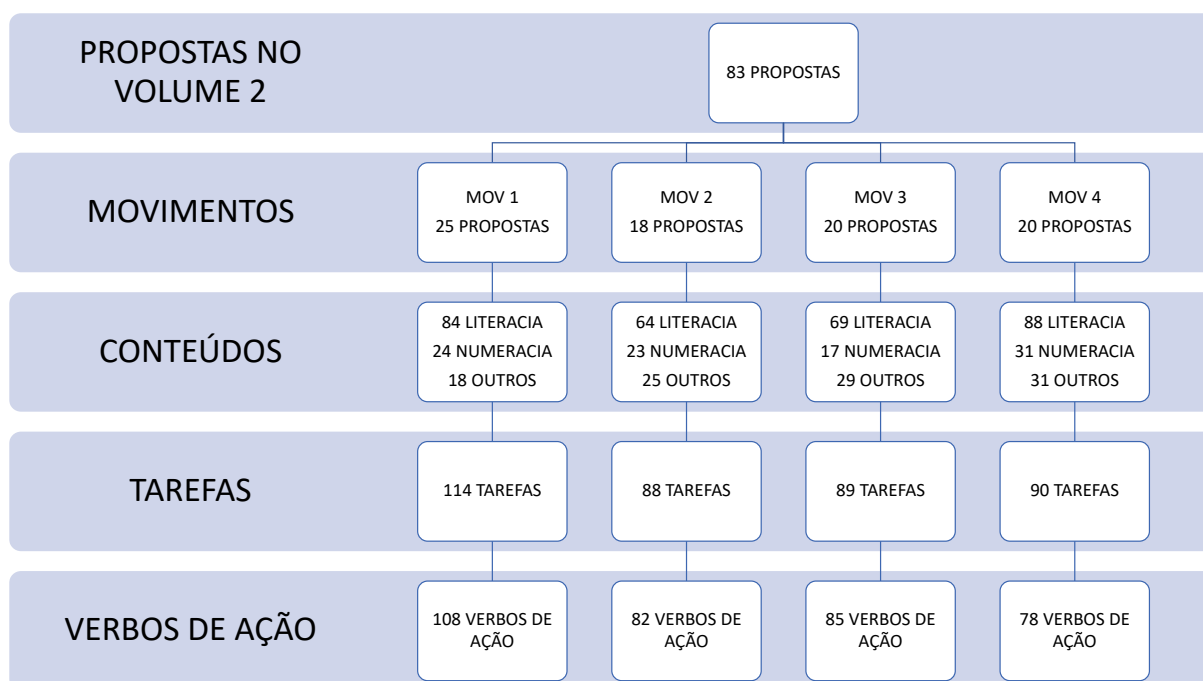 PROPOSTAS NO
VOLUME 2
83 PROPOSTAS
MOVIMENTOS
MOV 1
25 PROPOSTAS
MOV 2
18 PROPOSTAS
MOV 3
20 PROPOSTAS
MOV 4
20 PROPOSTAS
CONTEÚDOS
84 LITERACIA
24 NUMERACIA
18 OUTROS
64 LITERACIA
23 NUMERACIA
25 OUTROS
69 LITERACIA
17 NUMERACIA
29 OUTROS
88 LITERACIA
31 NUMERACIA
31 OUTROS
TAREFAS
114 TAREFAS
88 TAREFAS
89 TAREFAS
90 TAREFAS
VERBOS DE AÇÃO
108 VERBOS DE
AÇÃO
82 VERBOS DE
AÇÃO
85 VERBOS DE
AÇÃO
78 VERBOS DE
AÇÃO